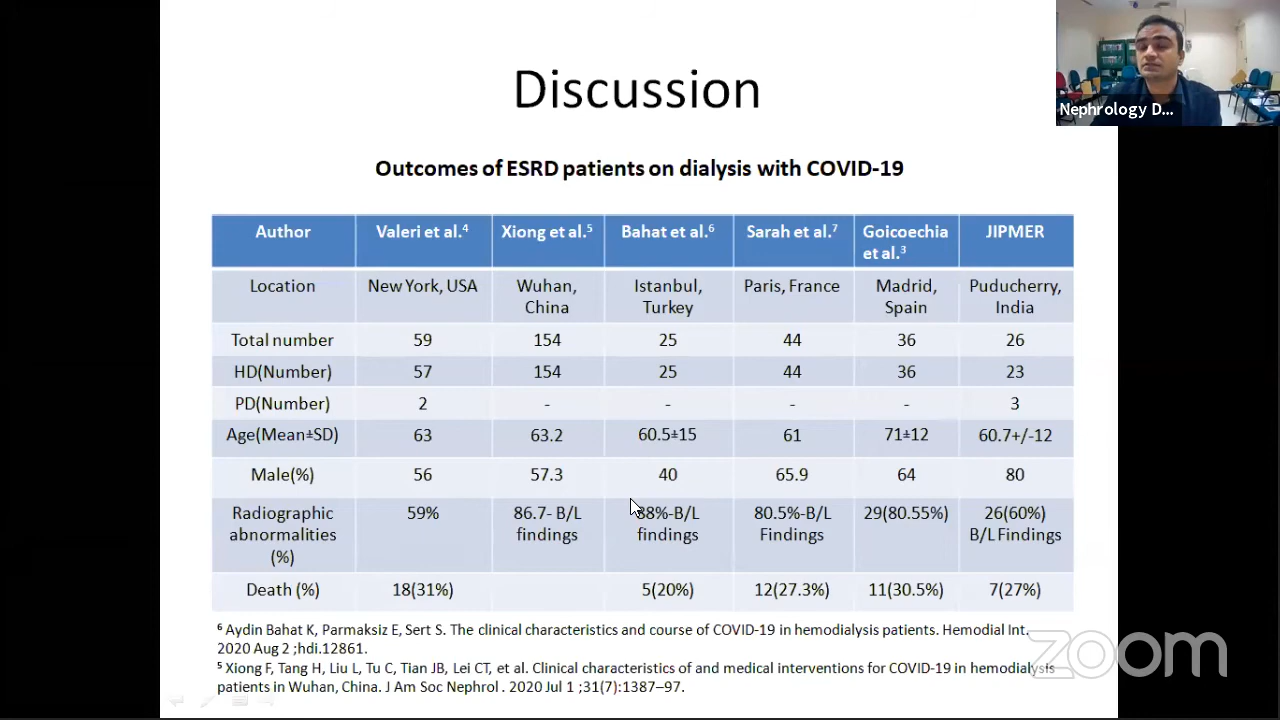 Nephrology D...
Discussion
Outcomes of ESRD patients on dialysis with COVID-19
Author Valeri et al.4 Xiong et al.5 Bahat et al.6 Sarah et al.7 Goicoechia et al.3 JIPMER
Location New York, USA Wuhan, China Istanbul, Turkey Paris, France Madrid, Spain Puducherry, India
Total number 59 154 25 44 36 26
HD(Number) 57 154 25 44 36 23
PD(Number) 2 - - - - 3
Age(Mean±SD) 63 63.2 60.5±15 61 71±12 60.7+/-12
Male(%) 56 57.3 40 65.9 64 80
Radiographic abnormalities (%) 59% 86.7- B/L findings 88%-B/L findings 80.5%-B/L Findings 29(80.55%) 26(60%) B/L Findings
Death (%) 18(31%) 5(20%) 12(27.3%) 11(30.5%) 7(27%)
6 Aydin Bahat K, Parmaksiz E, Sert S. The clinical characteristics and course of COVID-19 in hemodialysis patients. Hemodial Int.
2020 Aug 2 ;hdi.12861.
5 Xiong F, Tang H, Liu L, Tu C, Tian JB, Lei CT, et al. Clinical characteristics of and medical interventions for COVID-19 in hemodialysis
patients in Wuhan, China. J Am Soc Nephrol . 2020 Jul 1 ;31(7):1387–97.
zoom